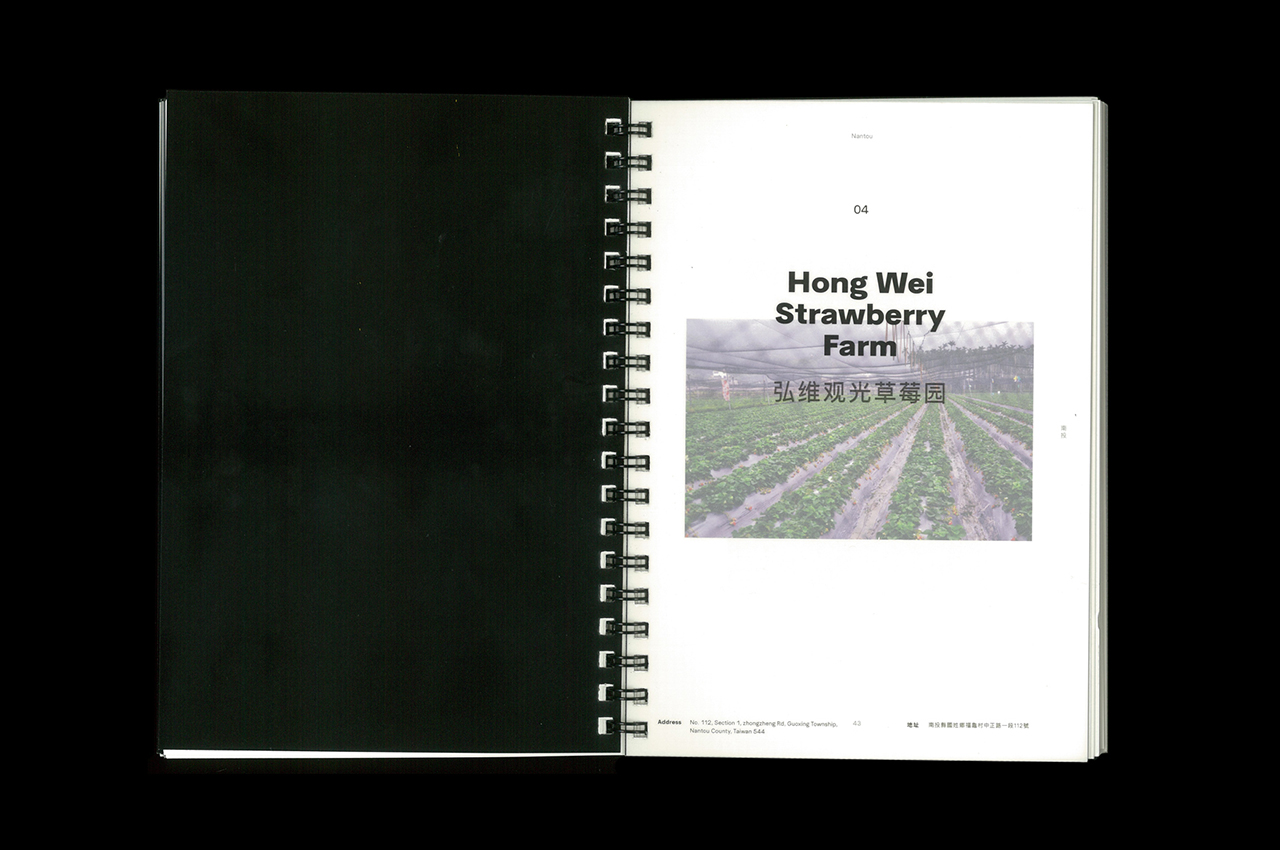 Nantou
04
Hong Wei
Strawberry
Farm
弘维观光草莓园
南投
Address No. 112, Section 1, zhongzheng Rd, Guoxing Township,
Nantou County, Taiwan 544
43
地址 南投縣國姓鄉福龜村中正路一段112號